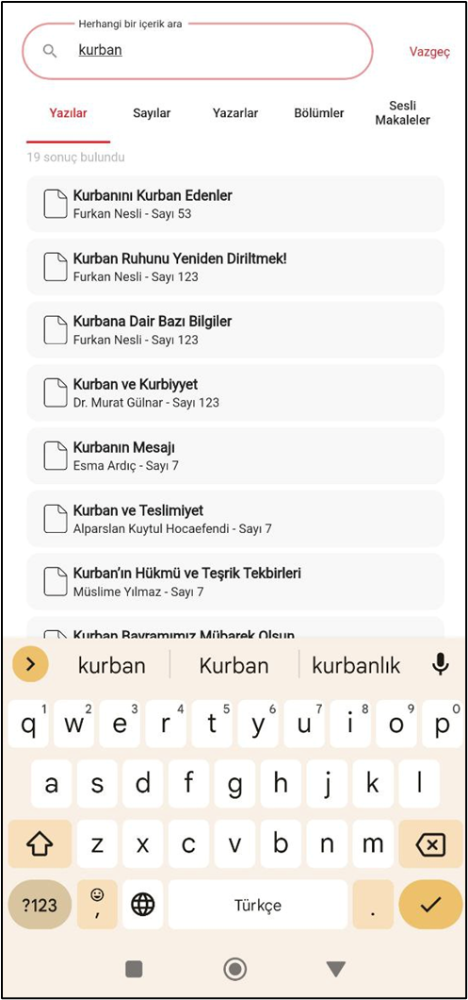 Herhangi bir içerik ara
kurban
Vazgeç
Yazılar
Sayılar
Yazarlar
Bölümler
Sesli
Makaleler
19 sonuç bulundu
Kurbanını Kurban Edenler
Furkan Nesli - Sayı 53
Kurban Ruhunu Yeniden Diriltmek!
Furkan Nesli - Sayı 123
Kurbana Dair Bazı Bilgiler
Furkan Nesli - Sayı 123
Kurban ve Kurbiyyet
Dr. Murat Gülnar - Sayı 123
Kurbanın Mesajı
Esma Ardıç - Sayı 7
Kurban ve Teslimiyet
Alparslan Kuytul Hocaefendi - Sayı 7
Kurban’ın Hükmü ve Teşrik Tekbirleri
Müslime Yılmaz - Sayı 7
Kurban Bayramımız Mübarek Olsun
kurban Kurban kurbanlık
q1 w2 e3 r4 t5 y6 u7 i8 o9 p0
a s d f g h j k l
z x c v b n m
?123 , Türkçe .